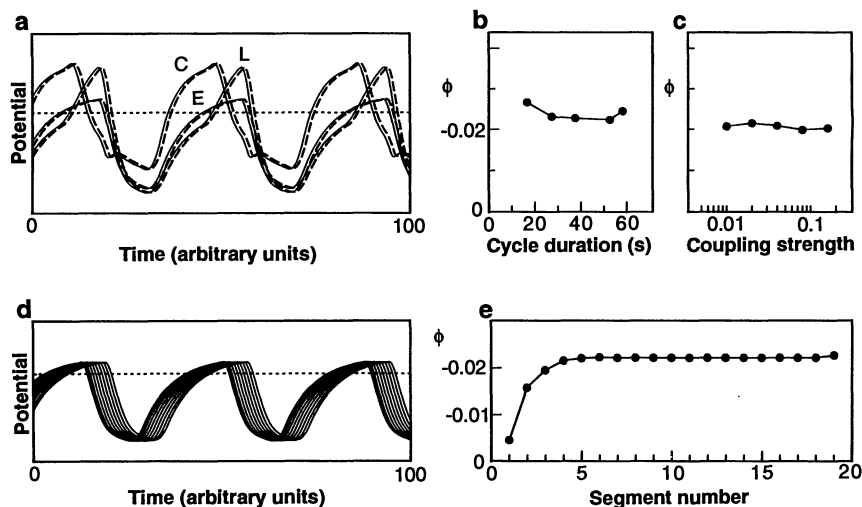 a
Potential
C
L
E
0
100
Time (arbitrary units)
b
ϕ
-0.02
0
20
40
60
Cycle duration (s)
c
ϕ
0.01
0.1
Coupling strength
d
Potential
0
100
Time (arbitrary units)
e
ϕ
-0.02
-0.01
0
0
5
10
15
20
Segment number